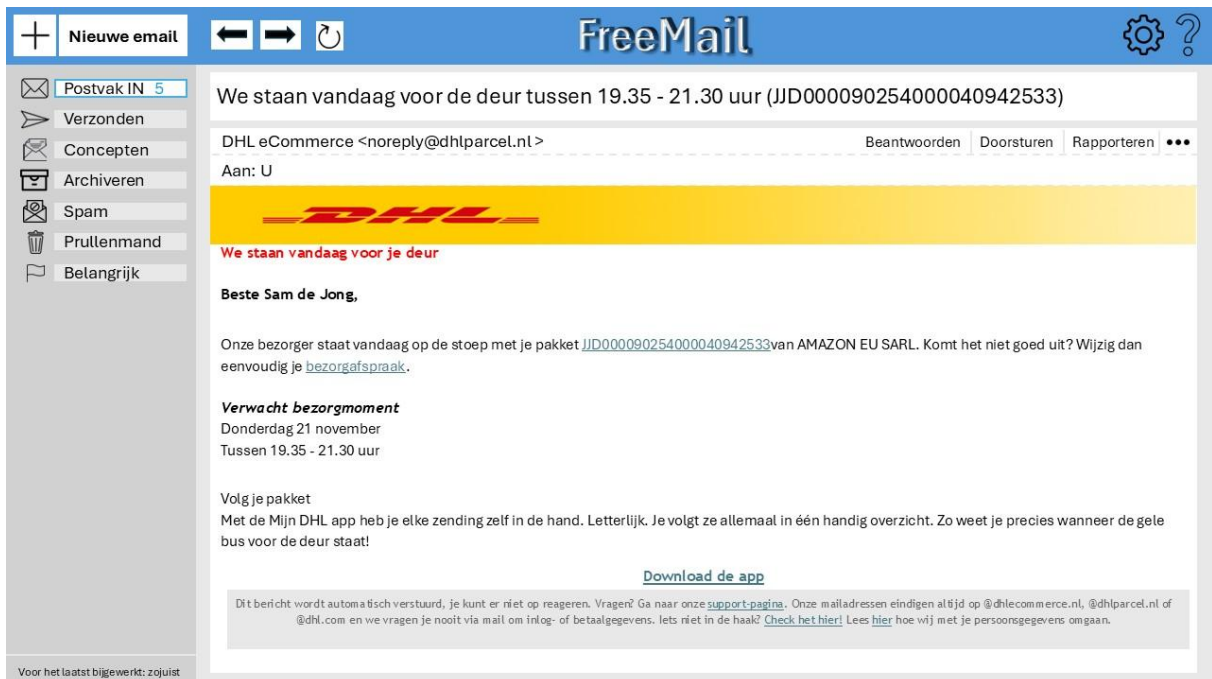 Nieuwe email
FreeMail
?
Postvak IN 5
Verzonden
Concepten
Archiveren
Spam
Prullenmand
Belangrijk
Voor het laatst bijgewerkt: zojuist
We staan vandaag voor de deur tussen 19.35 - 21.30 uur (JJD000090254000040942533)
DHL eCommerce <noreply@dhlparcel.nl>
Beantwoorden Doorsturen Rapporteren •••
Aan: U
DHL
We staan vandaag voor je deur
Beste Sam de Jong,
Onze bezorger staat vandaag op de stoep met je pakket JJD000090254000040942533van AMAZON EU SARL. Komt het niet goed uit? Wijzig dan
eenvoudig je bezorgafspraak.
Verwacht bezorgmoment
Donderdag 21 november
Tussen 19.35 - 21.30 uur
Volg je pakket
Met de Mijn DHL app heb je elke zending zelf in de hand. Letterlijk. Je volgt ze allemaal in één handig overzicht. Zo weet je precies wanneer de gele
bus voor de deur staat!
Download de app
Dit bericht wordt automatisch verstuurd, je kunt er niet op reageren. Vragen? Ga naar onze support-pagina. Onze mailadressen eindigen altijd op @dhlecommerce.nl, @dhlparcel.nl of
@dhl.com en we vragen je nooit via mail om inlog- of betaalgegevens. Iets niet in de haak? Check het hier! Lees hier hoe wij met je persoonsgegevens omgaan.